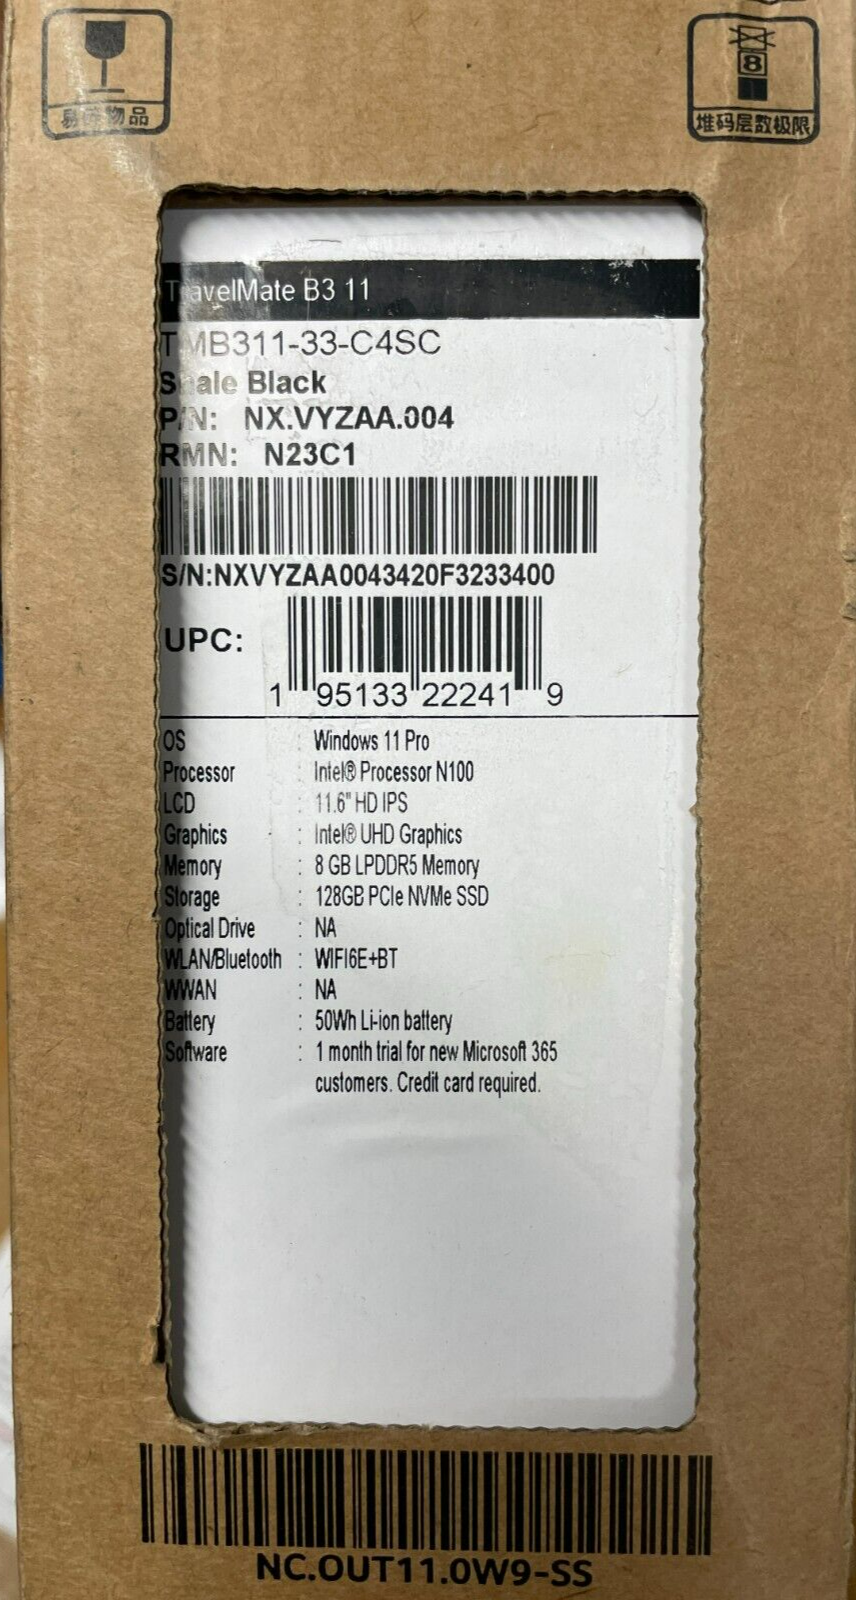 易碎物品
8
堆码层数极限
TravelMate B3 11
TMB311-33-C4SC
Shale Black
P/N: NX.VYZAA.004
RMN: N23C1
S/N:NXVYZAA0043420F3233400
UPC:
1 95133 22241 9
OS : Windows 11 Pro
Processor : Intel® Processor N100
LCD : 11.6" HD IPS
Graphics : Intel® UHD Graphics
Memory : 8 GB LPDDR5 Memory
Storage : 128GB PCIe NVMe SSD
Optical Drive : NA
WLAN/Bluetooth : WIFI6E+BT
WWAN : NA
Battery : 50Wh Li-ion battery
Software : 1 month trial for new Microsoft 365
customers. Credit card required.
NC.OUT11.0W9-SS